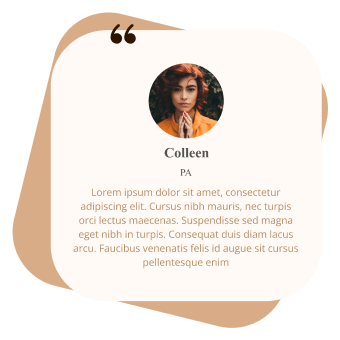 “
Colleen
PA
Lorem ipsum dolor sit amet, consectetur
adipiscing elit. Cursus nibh mauris, nec turpis
orci lectus maecenas. Suspendisse sed magna
eget nibh in turpis. Consequat duis diam lacus
arcu. Faucibus venenatis felis id augue sit cursus
pellentesque enim